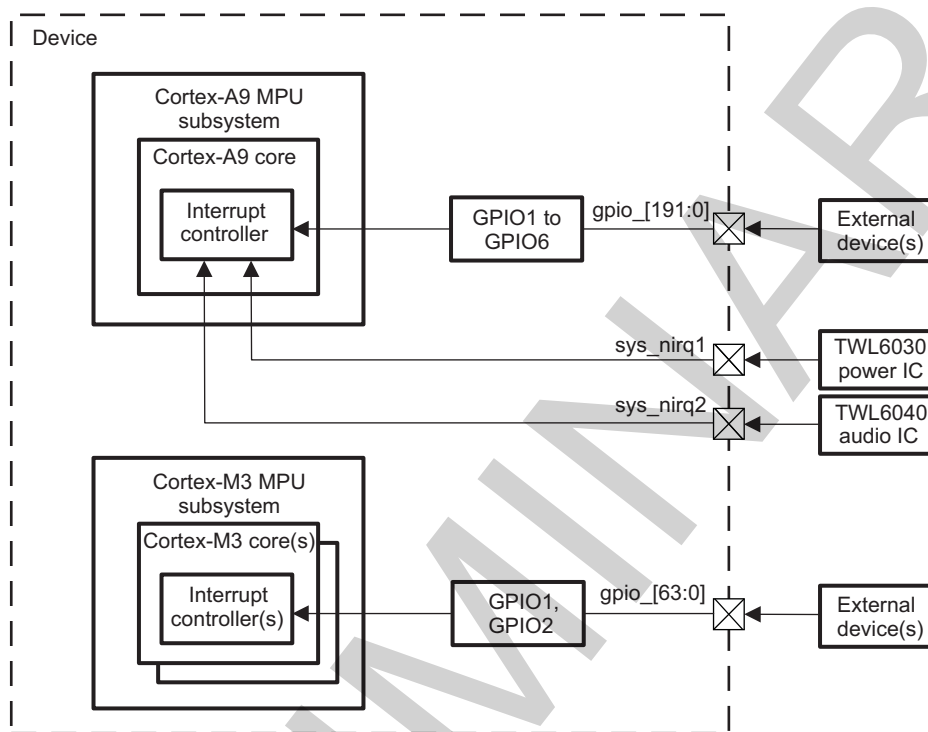 Device
Cortex-A9 MPU
subsystem
Cortex-A9 core
Interrupt
controller
GPIO1 to
GPIO6
gpio_[191:0]
External
device(s)
sys_nirq1
TWL6030
power IC
sys_nirq2
TWL6040
audio IC
Cortex-M3 MPU
subsystem
Cortex-M3 core(s)
Interrupt
controller(s)
GPIO1,
GPIO2
gpio_[63:0]
External
device(s)